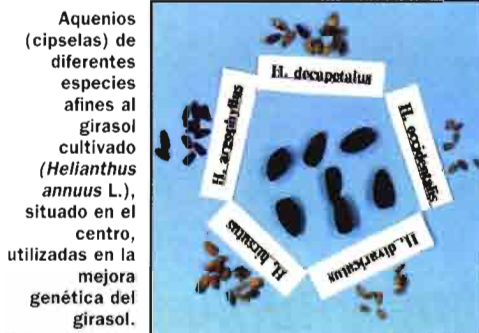 Aquenios
(cipselas) de
diferentes
especies
afines al
girasol
cultivado
(Helianthus
annuus L.),
situado en el
centro,
utilizadas en la
mejora
genética del
girasol.
H. decapetalus
H. occidentalis
H. divaricatus
H. hirsutus
H.